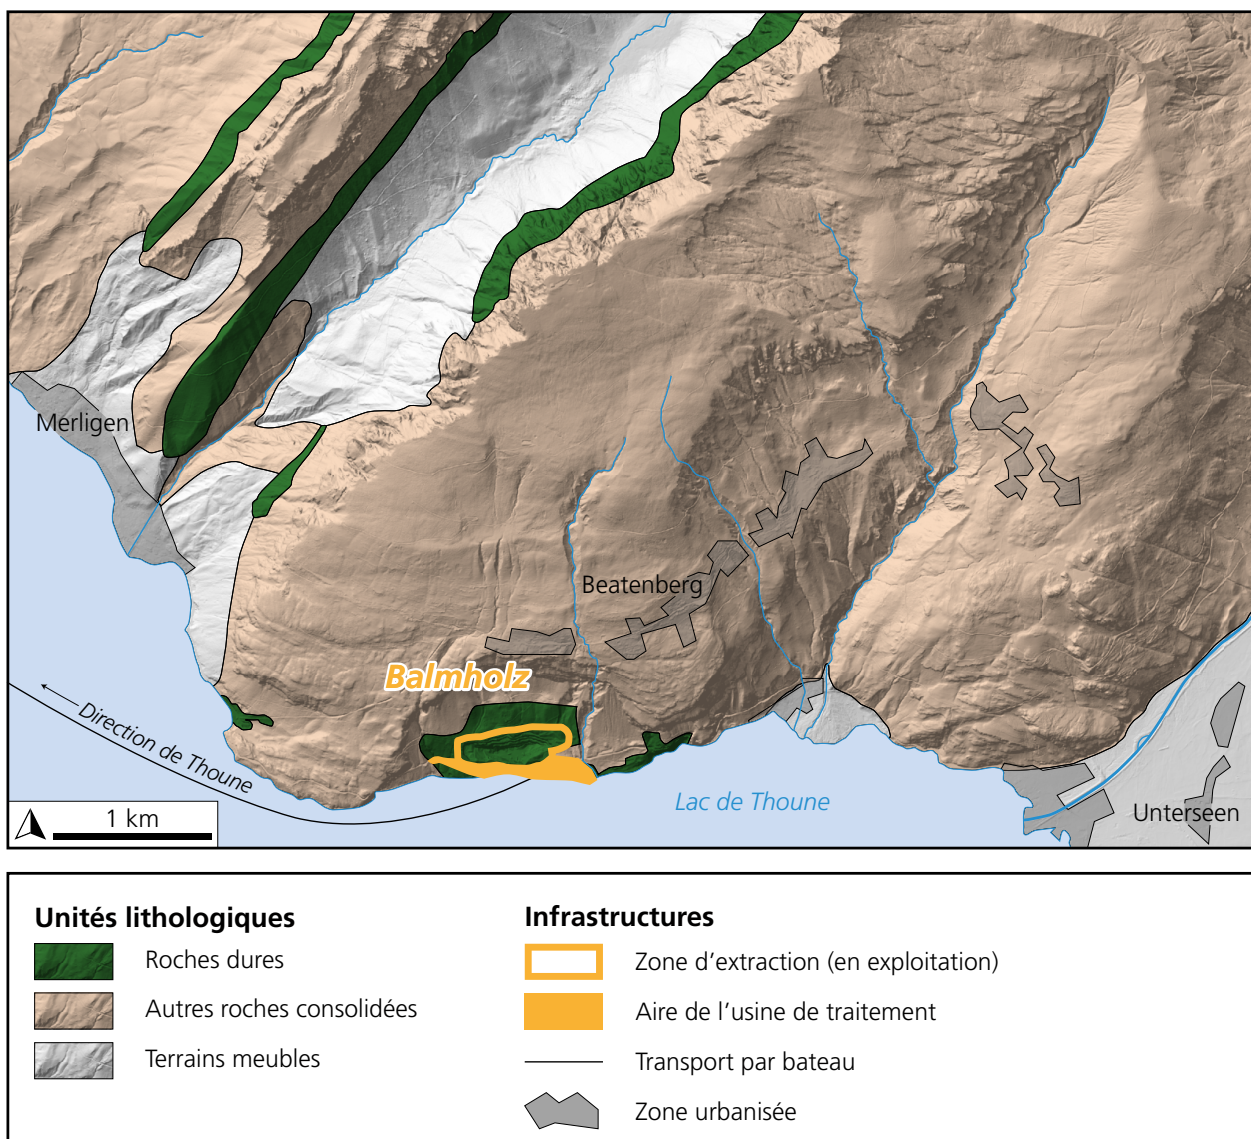 Merligen
Beatenberg
Balmholz
Direction de Thoune
Lac de Thoune
Unterseen
1 km
Unités lithologiques
Roches dures
Autres roches consolidées
Terrains meubles
Infrastructures
Zone d’extraction (en exploitation)
Aire de l’usine de traitement
Transport par bateau
Zone urbanisée